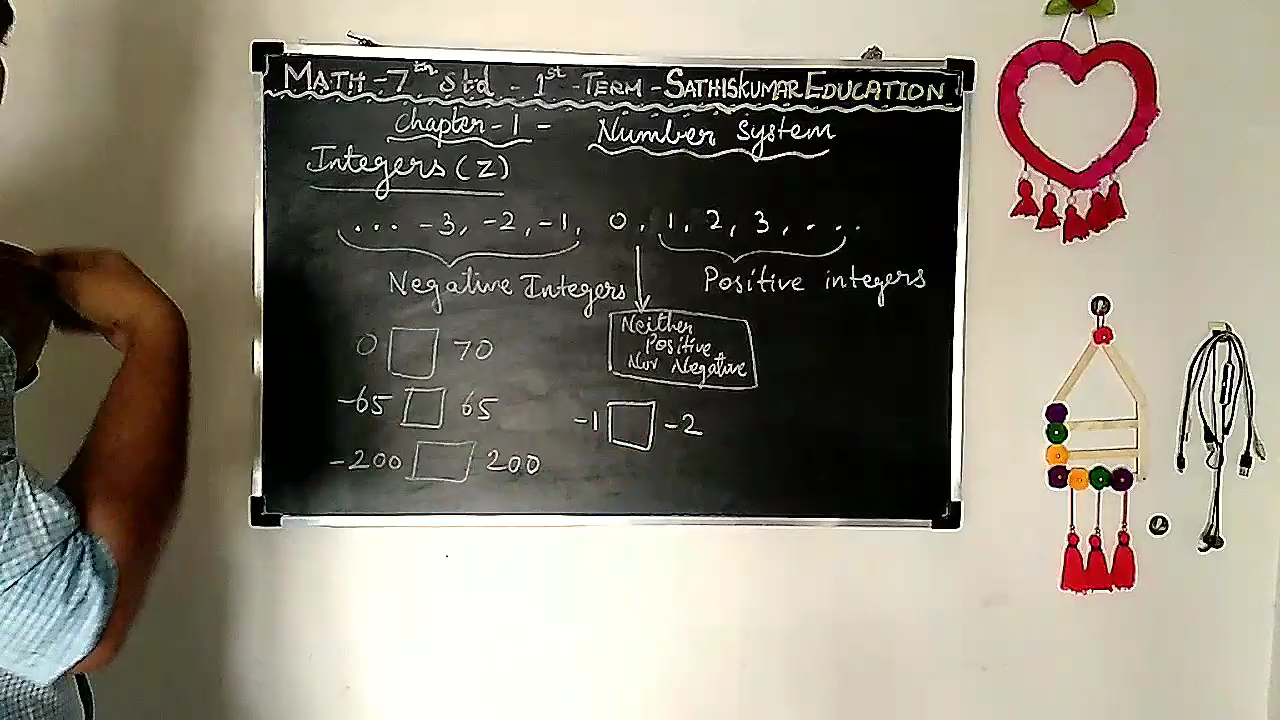 MATH - 7th Std - 1st - TERM - SATHISKUMAR EDUCATION
Chapter - 1 - Number System
Integers (Z)
... -3, -2, -1, 0, 1, 2, 3, ...
Negative Integers
Positive integers
Neither
Positive
Nor Negative
0 70
-65 65
-1 -2
-200 200